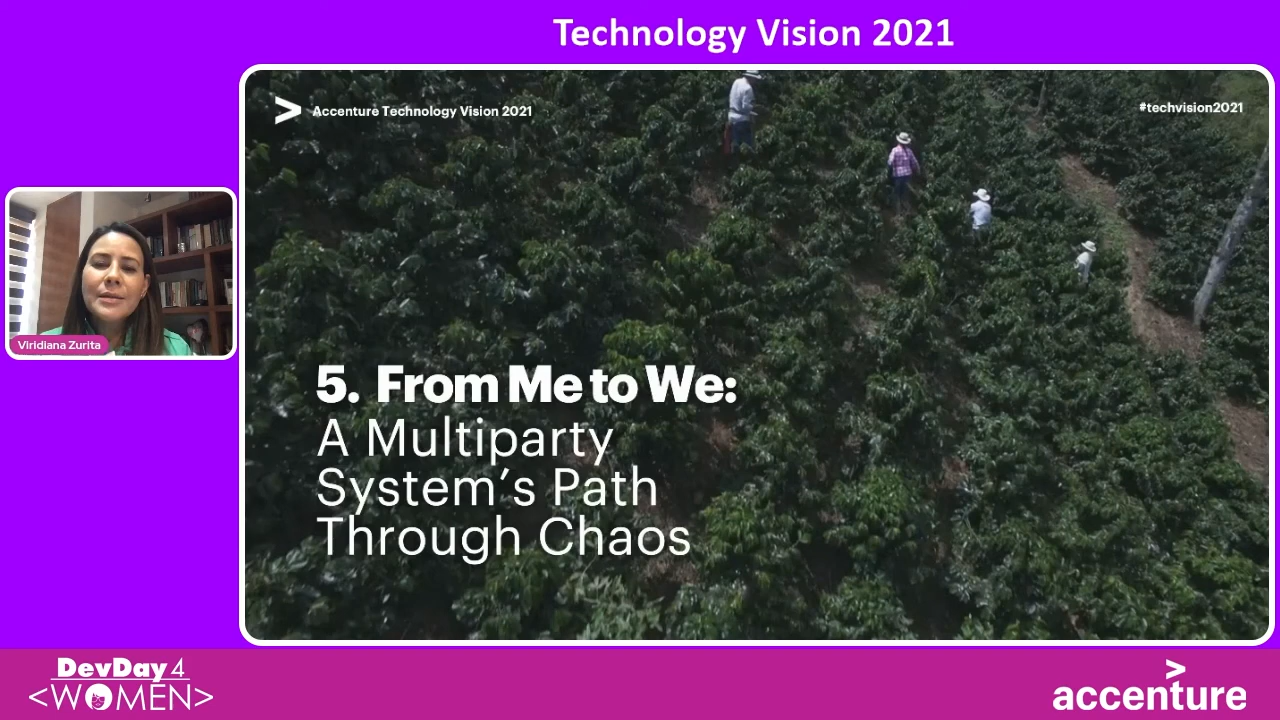 Technology Vision 2021
> Accenture Technology Vision 2021
#techvision2021
Viridiana Zurita
5. From Me to We:
A Multiparty
System’s Path
Through Chaos
DevDay4
<WOMEN>
accenture